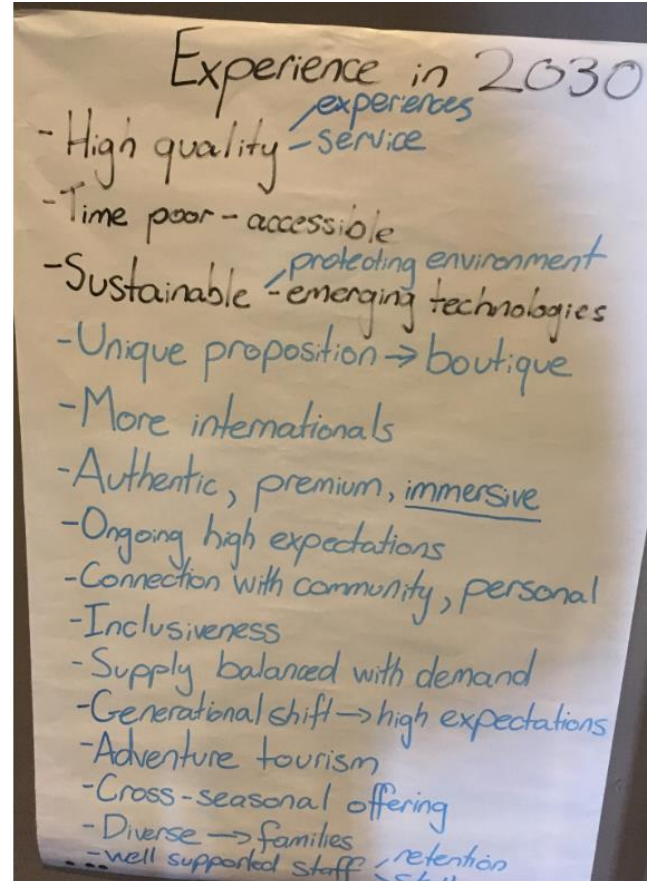 Experience in 2030
- High quality - experiences
- service
- Time poor - accessible
- Sustainable - protecting environment
- emerging technologies
- Unique proposition → boutique
- More internationals
- Authentic, premium, immersive
- Ongoing high expectations
- Connection with community, personal
- Inclusiveness
- Supply balanced with demand
- Generational shift → high expectations
- Adventure tourism
- Cross-seasonal offering
- Diverse → families
- well supported staff - retention